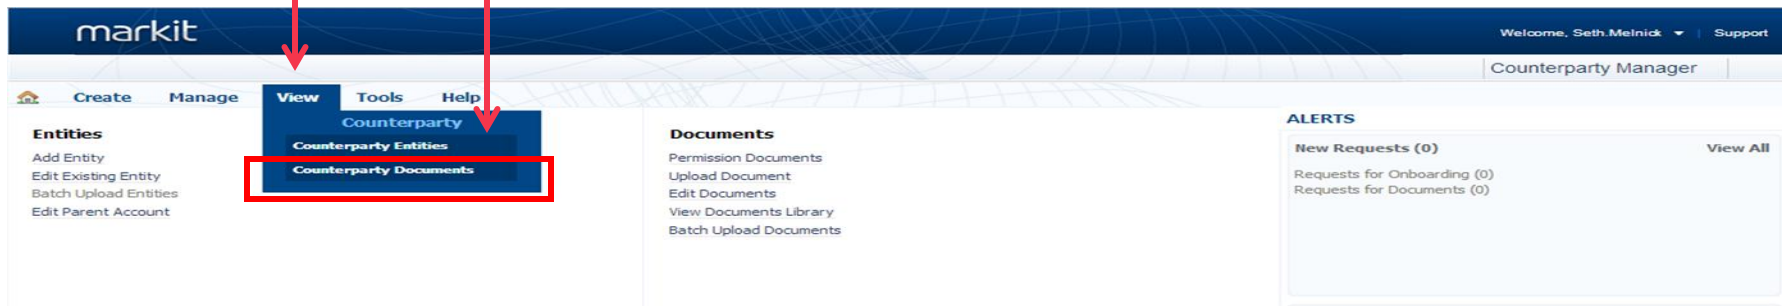 markit
Welcome, Seth.Melnick | Support
Counterparty Manager
Create Manage View Tools Help
Counterparty
Counterparty Entities
Counterparty Documents
Entities
Add Entity
Edit Existing Entity
Batch Upload Entities
Edit Parent Account
Documents
Permission Documents
Upload Document
Edit Documents
View Documents Library
Batch Upload Documents
ALERTS
New Requests (0) View All
Requests for Onboarding (0)
Requests for Documents (0)